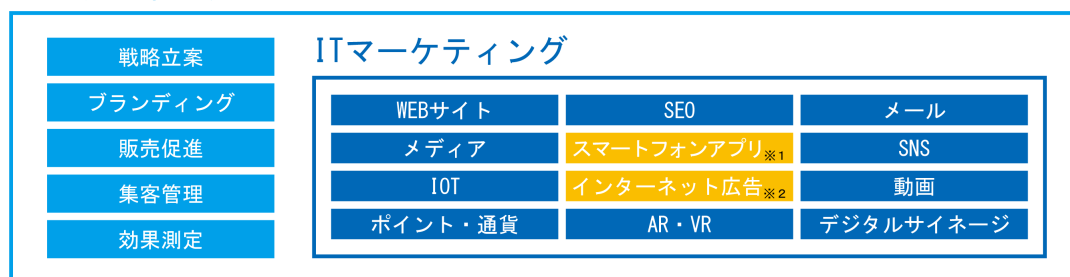 戦略立案
ブランディング
販売促進
集客管理
効果測定
ITマーケティング
WEBサイト
SEO
メール
メディア
スマートフォンアプリ※1
SNS
IOT
インターネット広告※2
動画
ポイント・通貨
AR・VR
デジタルサイネージ